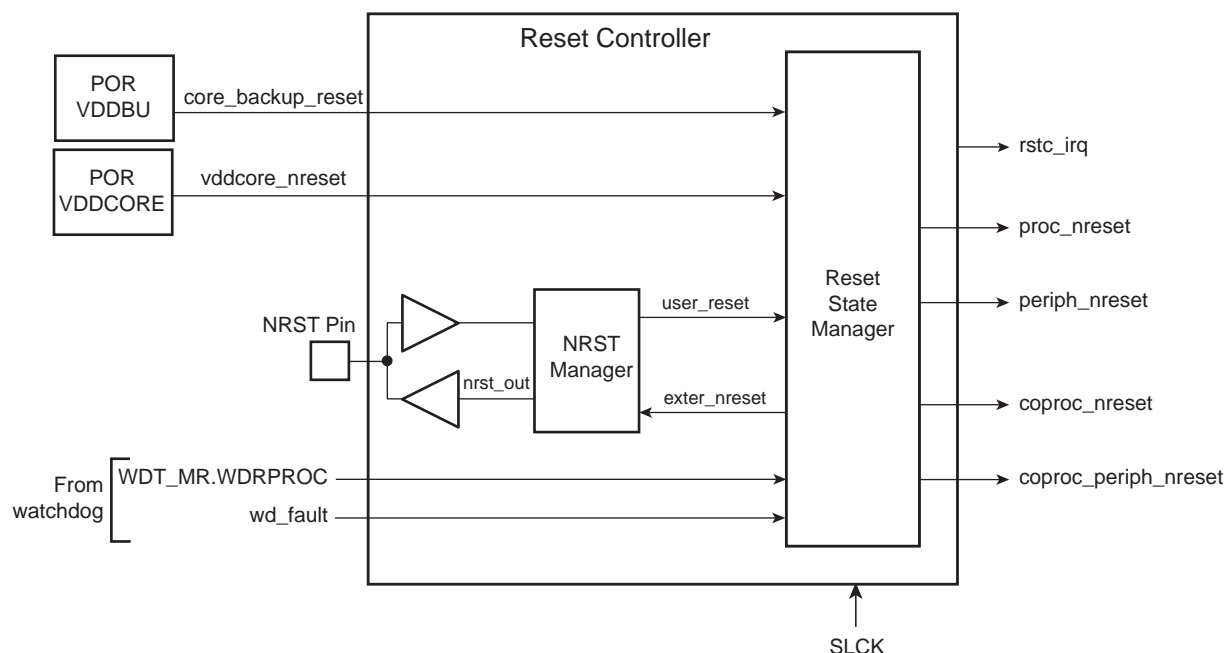 Reset Controller
POR
VDDBU
core_backup_reset
POR
VDDCORE
vddcore_nreset
rstc_irq
proc_nreset
Reset
State
Manager
periph_nreset
NRST Pin
user_reset
NRST
Manager
nrst_out
exter_nreset
coproc_nreset
From
watchdog
WDT_MR.WDRPROC
wd_fault
coproc_periph_nreset
SLCK